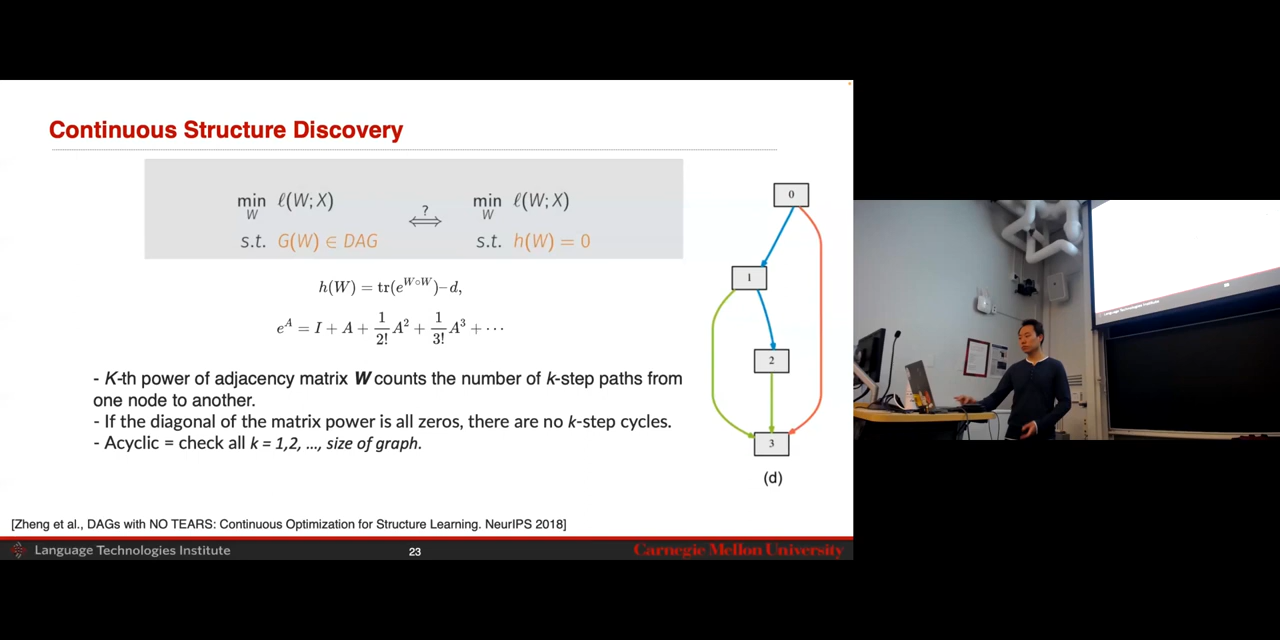 Continuous Structure Discovery
min ℓ(W;X) ? min ℓ(W;X)
W ⟺ W
s.t. G(W) ∈ DAG s.t. h(W) = 0
h(W) = tr(e^{W∘W}) – d,
e^A = I + A + 1/2! A² + 1/3! A³ + ⋯
- K-th power of adjacency matrix W counts the number of k-step paths from
one node to another.
- If the diagonal of the matrix power is all zeros, there are no k-step cycles.
- Acyclic = check all k = 1,2, ..., size of graph.
0
1
2
3
(d)
[Zheng et al., DAGs with NO TEARS: Continuous Optimization for Structure Learning. NeurIPS 2018]
Language Technologies Institute
23
Carnegie Mellon University